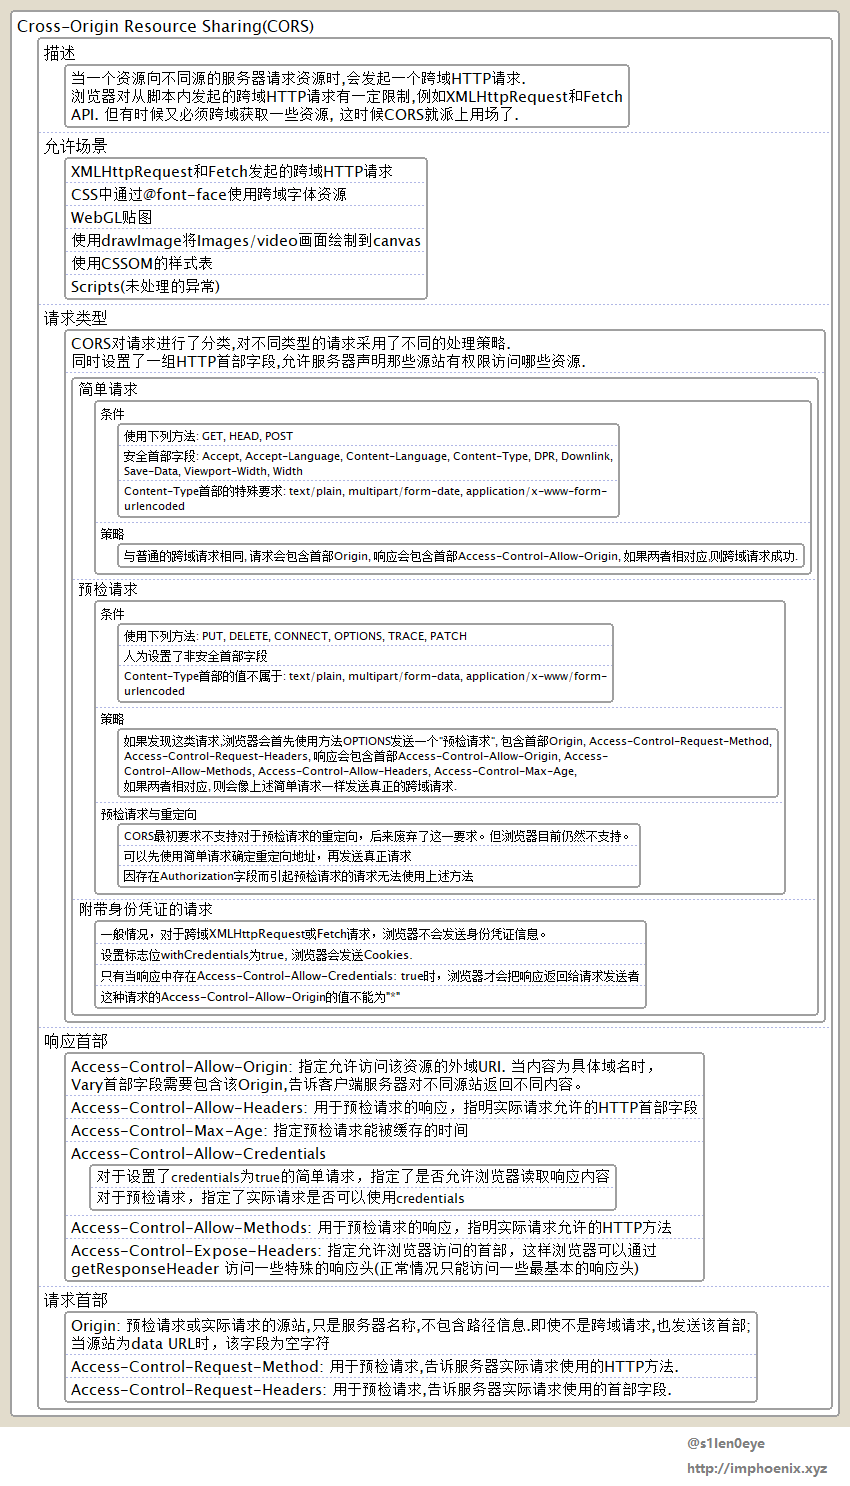 Cross-Origin Resource Sharing(CORS)
描述
当一个资源向不同源的服务器请求资源时,会发起一个跨域HTTP请求.
浏览器对从脚本内发起的跨域HTTP请求有一定限制,例如XMLHttpRequest和Fetch
API. 但有时候又必须跨域获取一些资源, 这时候CORS就派上用场了.
允许场景
XMLHttpRequest和Fetch发起的跨域HTTP请求
CSS中通过@font-face使用跨域字体资源
WebGL贴图
使用drawImage将Images/video画面绘制到canvas
使用CSSOM的样式表
Scripts(未处理的异常)
请求类型
CORS对请求进行了分类,对不同类型的请求采用了不同的处理策略.
同时设置了一组HTTP首部字段,允许服务器声明那些源站有权限访问哪些资源.
简单请求
条件
使用下列方法: GET, HEAD, POST
安全首部字段: Accept, Accept-Language, Content-Language, Content-Type, DPR, Downlink,
Save-Data, Viewport-Width, Width
Content-Type首部的特殊要求: text/plain, multipart/form-date, application/x-www-form-
urlencoded
策略
与普通的跨域请求相同, 请求会包含首部Origin, 响应会包含首部Access-Control-Allow-Origin, 如果两者相对应,则跨域请求成功.
预检请求
条件
使用下列方法: PUT, DELETE, CONNECT, OPTIONS, TRACE, PATCH
人为设置了非安全首部字段
Content-Type首部的值不属于: text/plain, multipart/form-data, application/x-www/form-
urlencoded
策略
如果发现这类请求,浏览器会首先使用方法OPTIONS发送一个"预检请求", 包含首部Origin, Access-Control-Request-Method,
Access-Control-Request-Headers, 响应会包含首部Access-Control-Allow-Origin, Access-
Control-Allow-Methods, Access-Control-Allow-Headers, Access-Control-Max-Age,
如果两者相对应, 则会像上述简单请求一样发送真正的跨域请求.
预检请求与重定向
CORS最初要求不支持对于预检请求的重定向，后来废弃了这一要求。但浏览器目前仍然不支持。
可以先使用简单请求确定重定向地址，再发送真正请求
因存在Authorization字段而引起预检请求的请求无法使用上述方法
附带身份凭证的请求
一般情况，对于跨域XMLHttpRequest或Fetch请求，浏览器不会发送身份凭证信息。
设置标志位withCredentials为true, 浏览器会发送Cookies.
只有当响应中存在Access-Control-Allow-Credentials: true时，浏览器才会把响应返回给请求发送者
这种请求的Access-Control-Allow-Origin的值不能为"*"
响应首部
Access-Control-Allow-Origin: 指定允许访问该资源的外域URI. 当内容为具体域名时，
Vary首部字段需要包含该Origin,告诉客户端服务器对不同源站返回不同内容。
Access-Control-Allow-Headers: 用于预检请求的响应，指明实际请求允许的HTTP首部字段
Access-Control-Max-Age: 指定预检请求能被缓存的时间
Access-Control-Allow-Credentials
对于设置了credentials为true的简单请求，指定了是否允许浏览器读取响应内容
对于预检请求，指定了实际请求是否可以使用credentials
Access-Control-Allow-Methods: 用于预检请求的响应，指明实际请求允许的HTTP方法
Access-Control-Expose-Headers: 指定允许浏览器访问的首部，这样浏览器可以通过
getResponseHeader 访问一些特殊的响应头(正常情况只能访问一些最基本的响应头)
请求首部
Origin: 预检请求或实际请求的源站,只是服务器名称,不包含路径信息.即使不是跨域请求,也发送该首部;
当源站为data URL时，该字段为空字符
Access-Control-Request-Method: 用于预检请求,告诉服务器实际请求使用的HTTP方法.
Access-Control-Request-Headers: 用于预检请求,告诉服务器实际请求使用的首部字段.
@s1len0eye
http://imphoenix.xyz